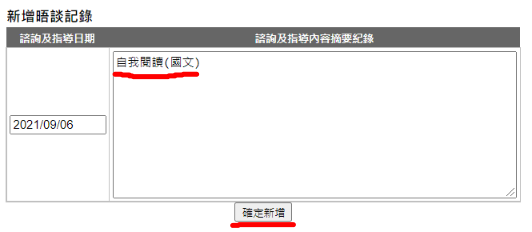 新增晤談記錄
諮詢及指導日期 諮詢及指導內容摘要紀錄
自我閱讀(國文)
2021/09/06
確定新增